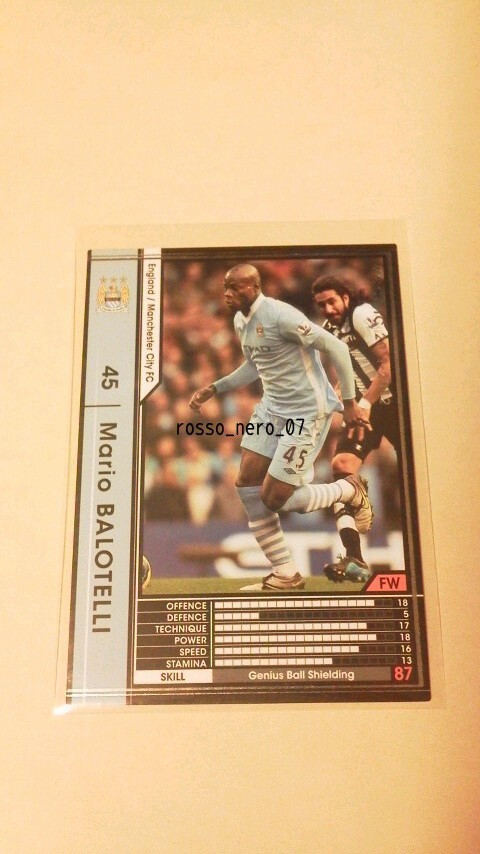 England / Manchester City FC
45 | Mario BALOTELLI
rosso_nero_07
45
FW
OFFENCE 18
DEFENCE 5
TECHNIQUE 17
POWER 18
SPEED 16
STAMINA 13
SKILL Genius Ball Shielding 87